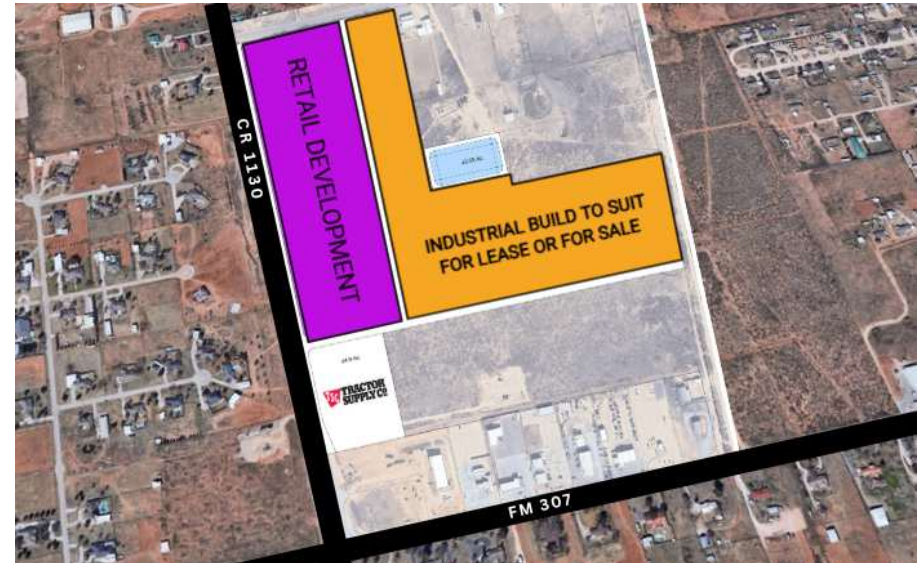 RETAIL DEVELOPMENT
CR 1130
INDUSTRIAL BUILD TO SUIT
FOR LEASE OR FOR SALE
TRACTOR
SUPPLY CO
FM 307